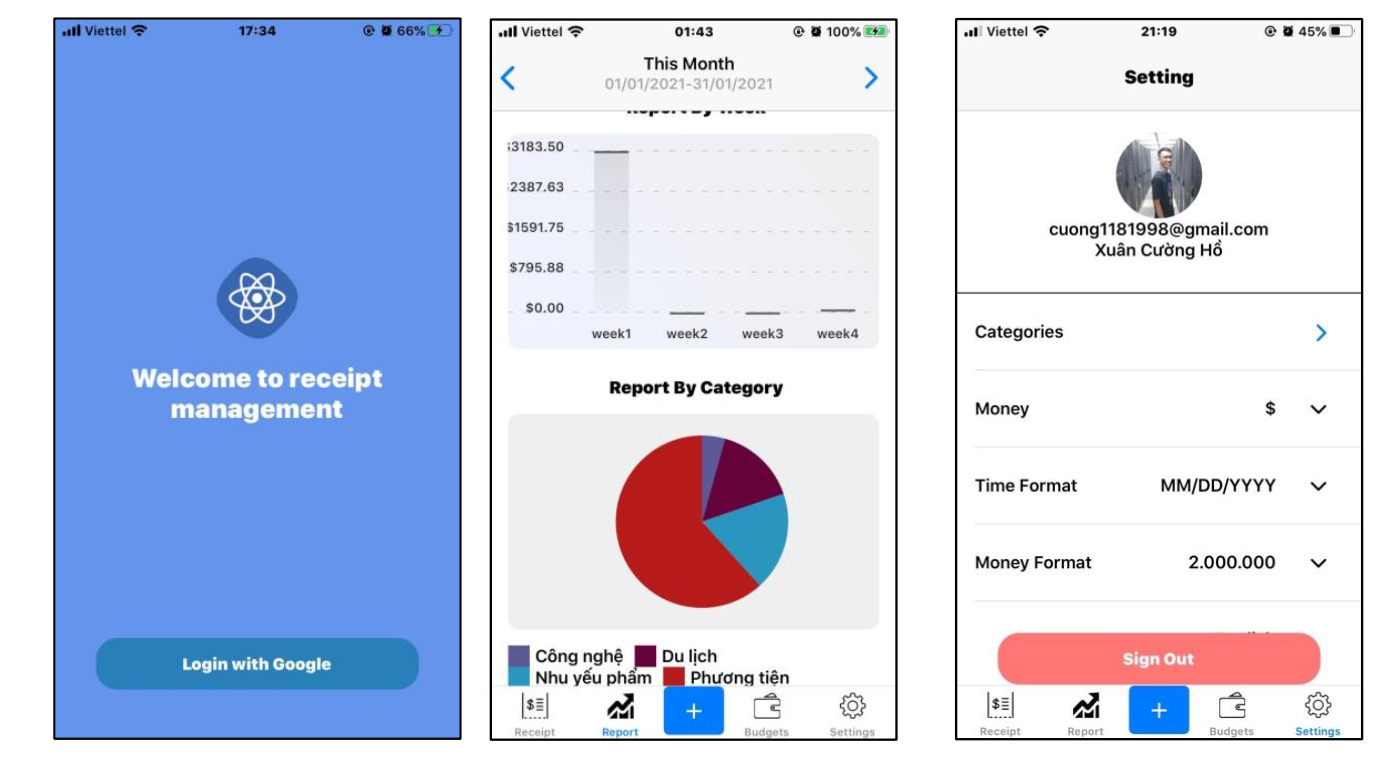 Viettel 17:34 66%
Welcome to receipt
management
Login with Google
Viettel 01:43 100%
This Month
01/01/2021-31/01/2021
Report By Week
$3183.50
$2387.63
$1591.75
$795.88
$0.00
week1 week2 week3 week4
Report By Category
Công nghệ Du lịch
Nhu yếu phẩm Phương tiện
Receipt Report + Budgets Settings
Viettel 21:19 45%
Setting
cuong1181998@gmail.com
Xuân Cường Hồ
Categories
Money $
Time Format MM/DD/YYYY
Money Format 2.000.000
Sign Out
Receipt Report + Budgets Settings